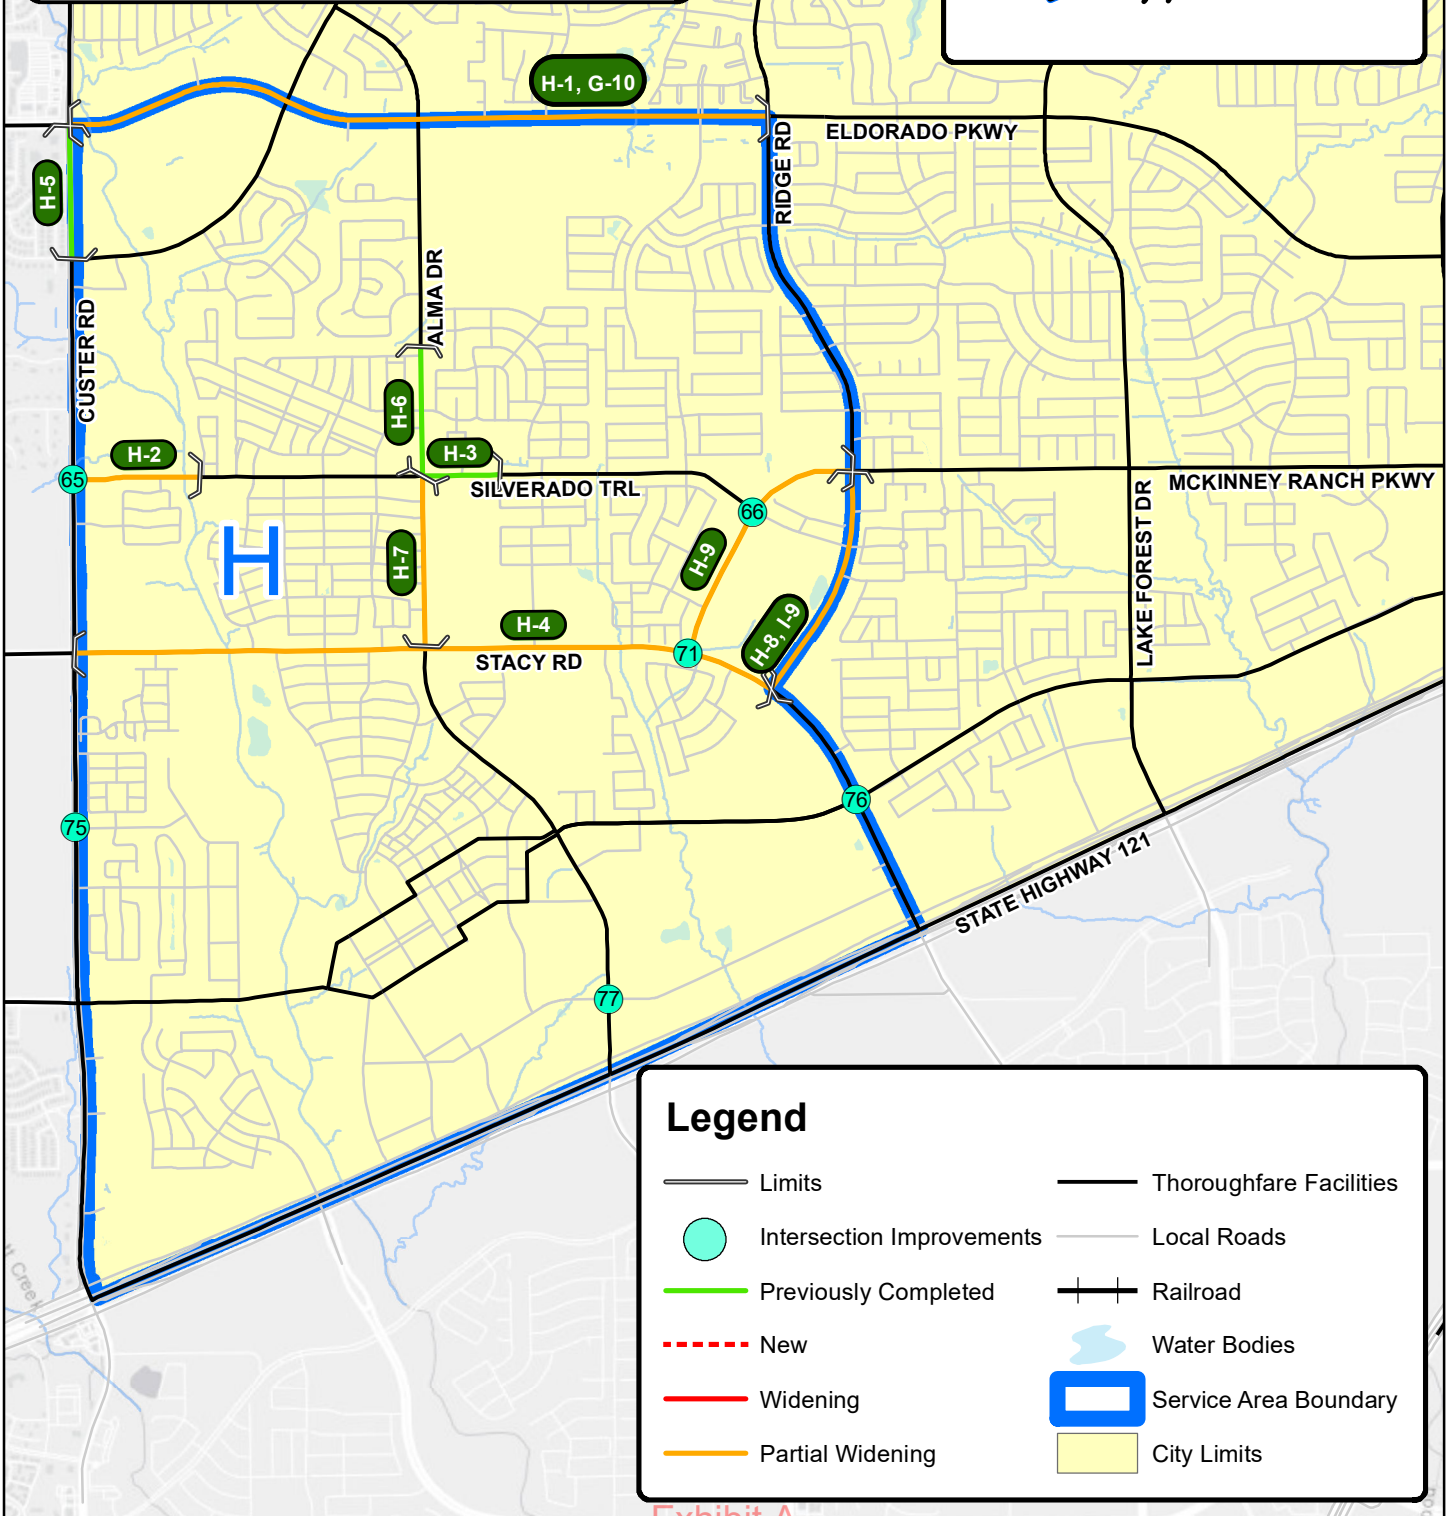 H-1, G-10
ELDORADO PKWY
RIDGE RD
H-5
ALMA DR
CUSTER RD
H-6
H-3
H-2
65
SILVERADO TRL
MCKINNEY RANCH PKWY
66
H
H-7
H-9
LAKE FOREST DR
H-8, I-9
H-4
71
STACY RD
76
75
STATE HIGHWAY 121
77
Legend
Limits
Thoroughfare Facilities
Intersection Improvements
Local Roads
Previously Completed
Railroad
New
Water Bodies
Widening
Service Area Boundary
Partial Widening
City Limits
Creek
Exhibit A